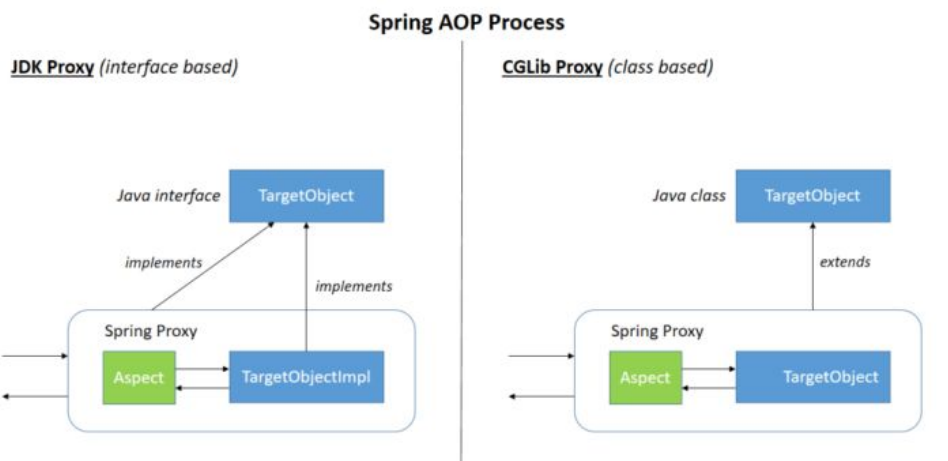 Spring AOP Process
JDK Proxy (interface based)
Java interface
TargetObject
implements
implements
Spring Proxy
Aspect
TargetObjectImpl
CGLib Proxy (class based)
Java class
TargetObject
extends
Spring Proxy
Aspect
TargetObject